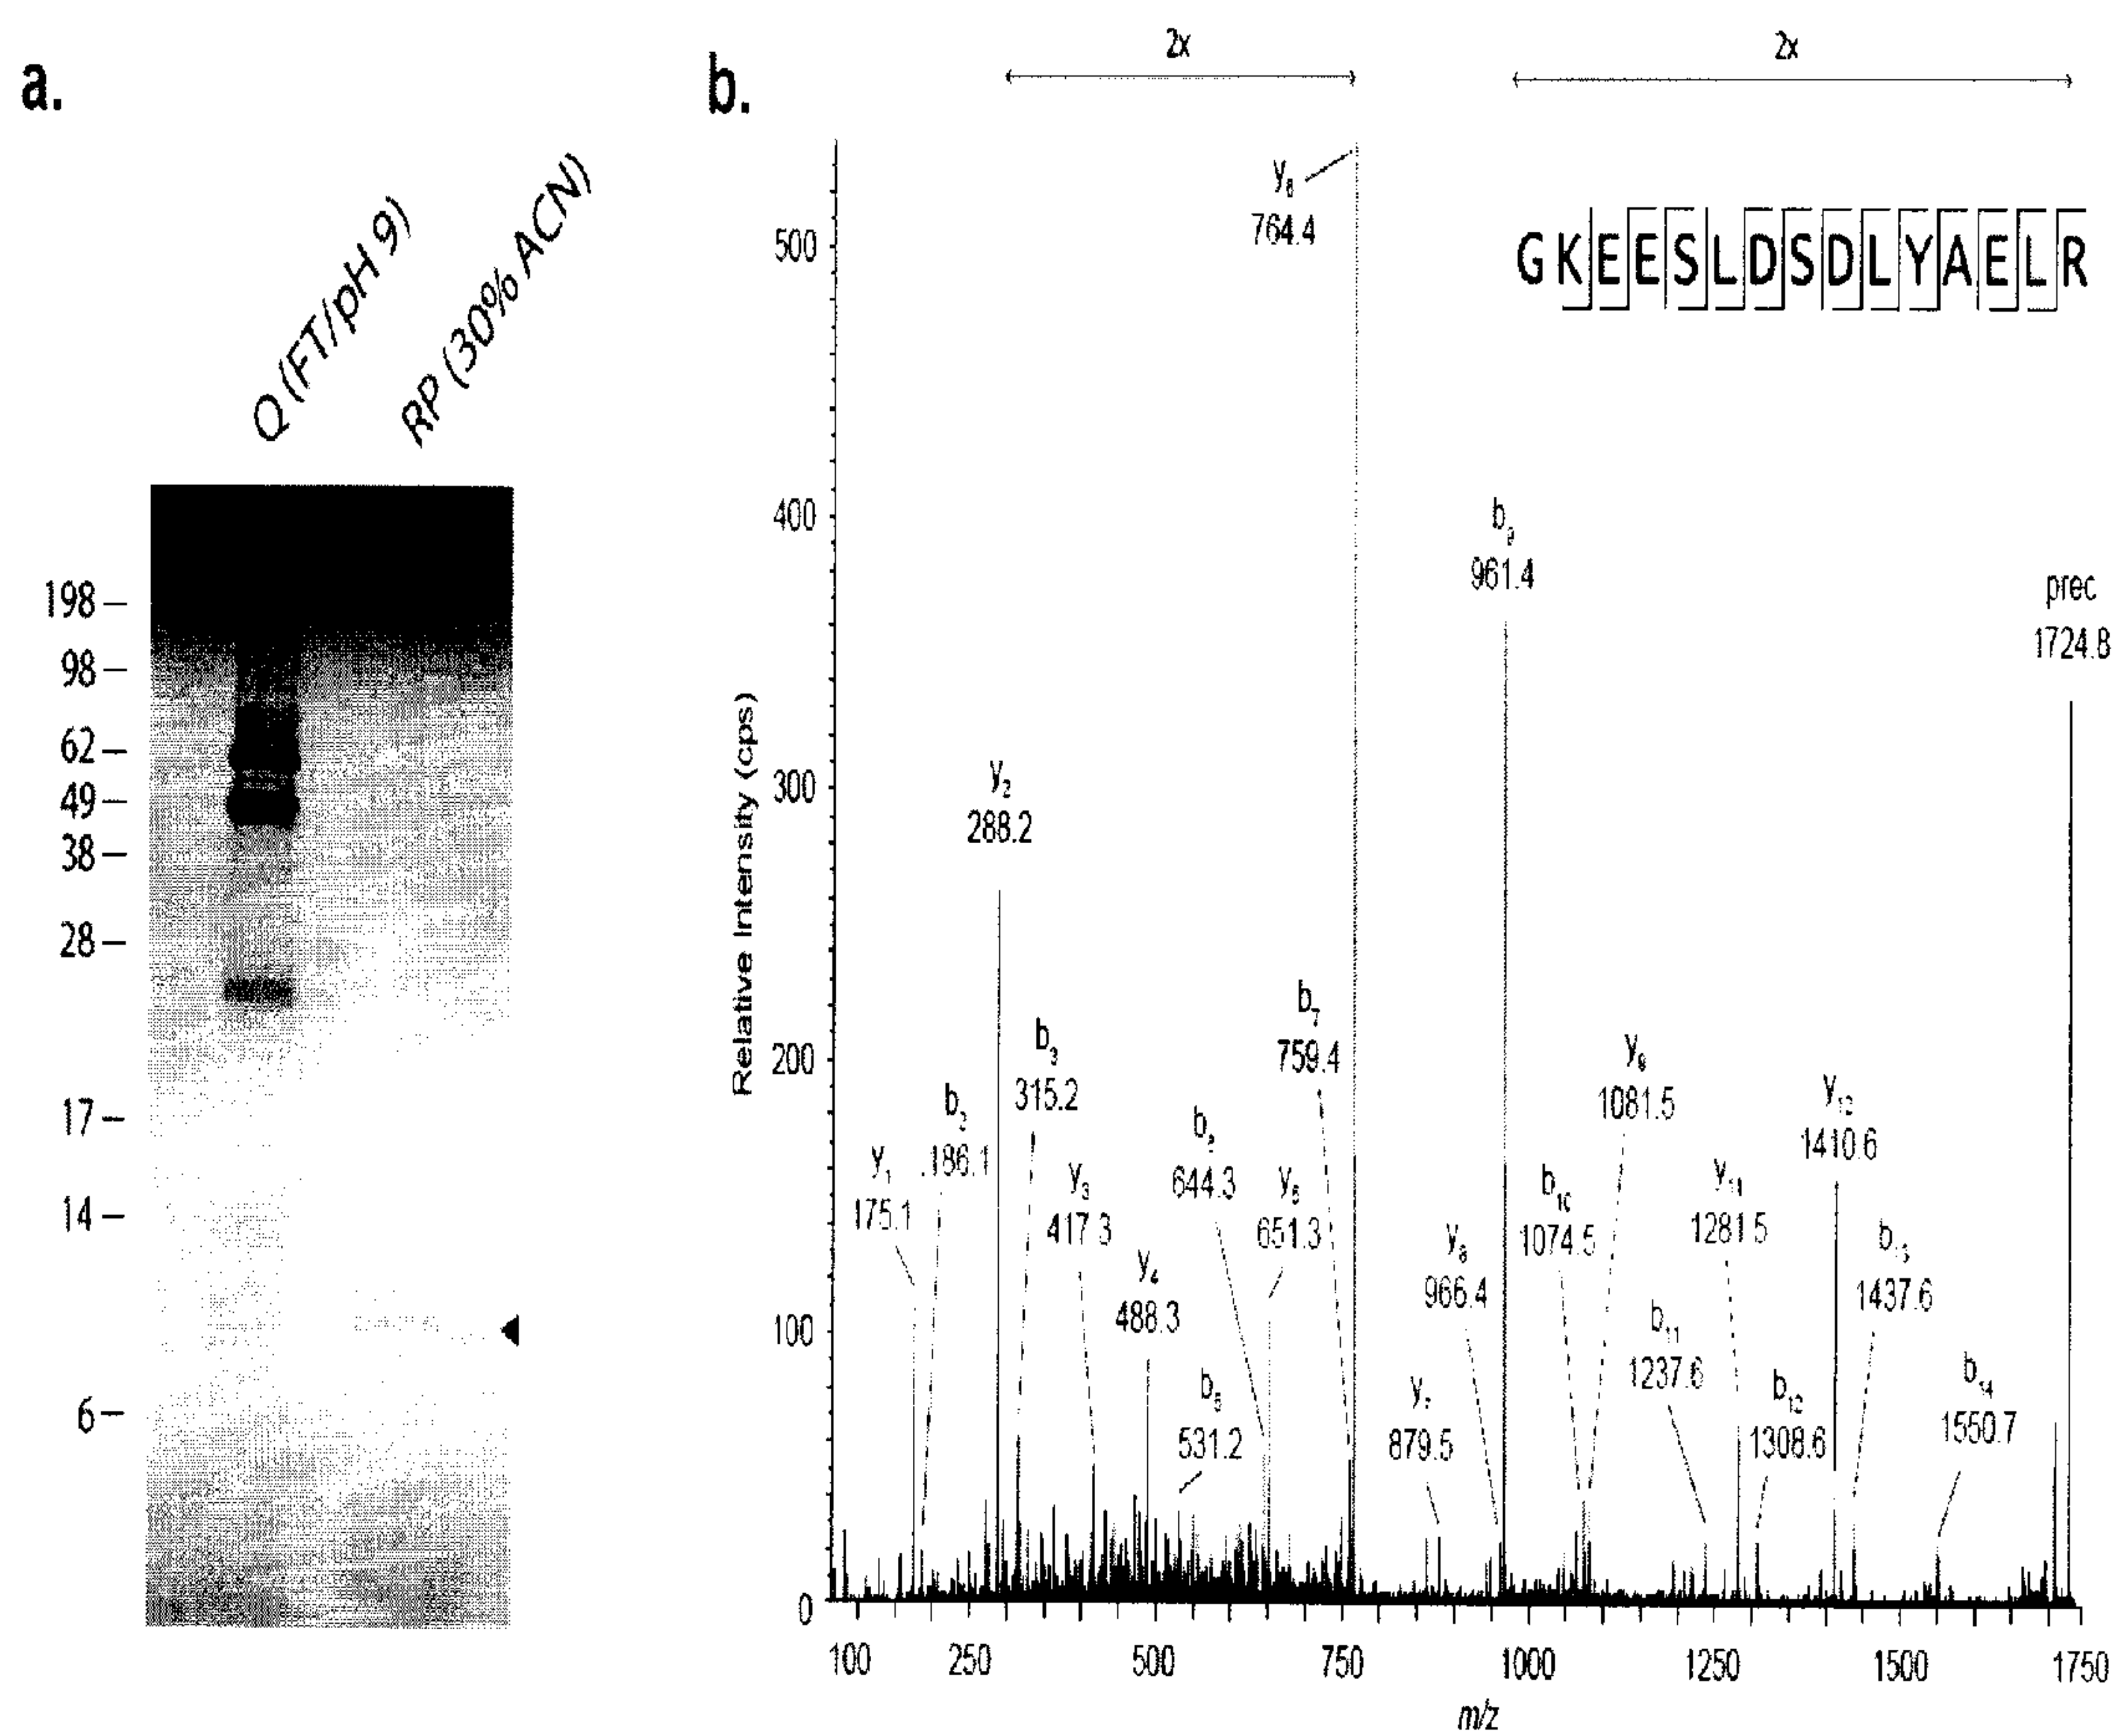 a.
Q (FT/pH 9)
RP (30% ACN)
198
98
62
49
38
28
17
14
6
b.
2x
2x
GKEESLDSDLYAELR
Relative Intensity (cps)
500
400
300
200
100
0
y6
764.4
b9
961.4
prec
1724.8
y2
288.2
b7
759.4
b3
315.2
y9
1081.5
b2
186.1
y12
1410.6
b6
644.3
y1
175.1
y3
417.3
y5
651.3
b10
1074.5
y11
1281.5
y4
488.3
y8
966.4
b13
1437.6
b11
1237.6
b5
531.2
y7
879.5
b12
1308.6
b14
1550.7
100 250 500 750 1000 1250 1500 1750
m/z